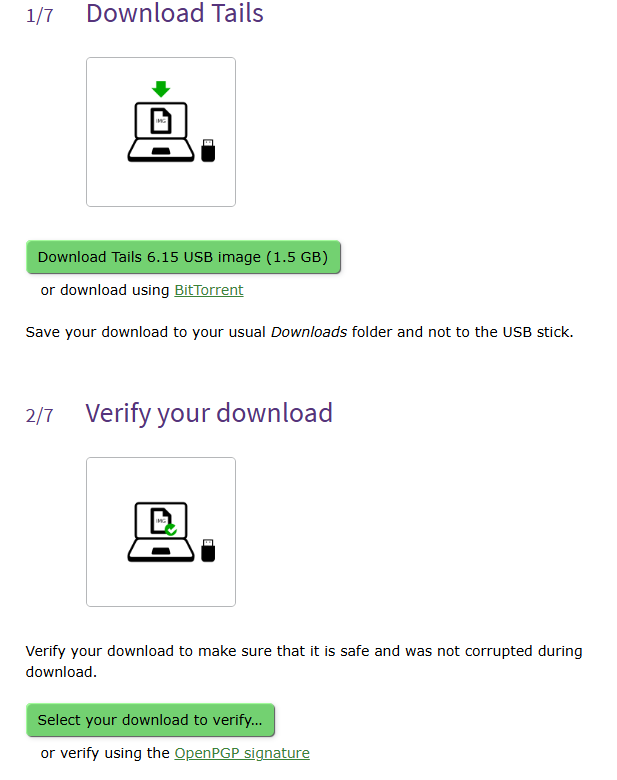 1/7 Download Tails
IMG
Download Tails 6.15 USB image (1.5 GB)
or download using BitTorrent
Save your download to your usual Downloads folder and not to the USB stick.
2/7 Verify your download
IMG
Verify your download to make sure that it is safe and was not corrupted during
download.
Select your download to verify...
or verify using the OpenPGP signature